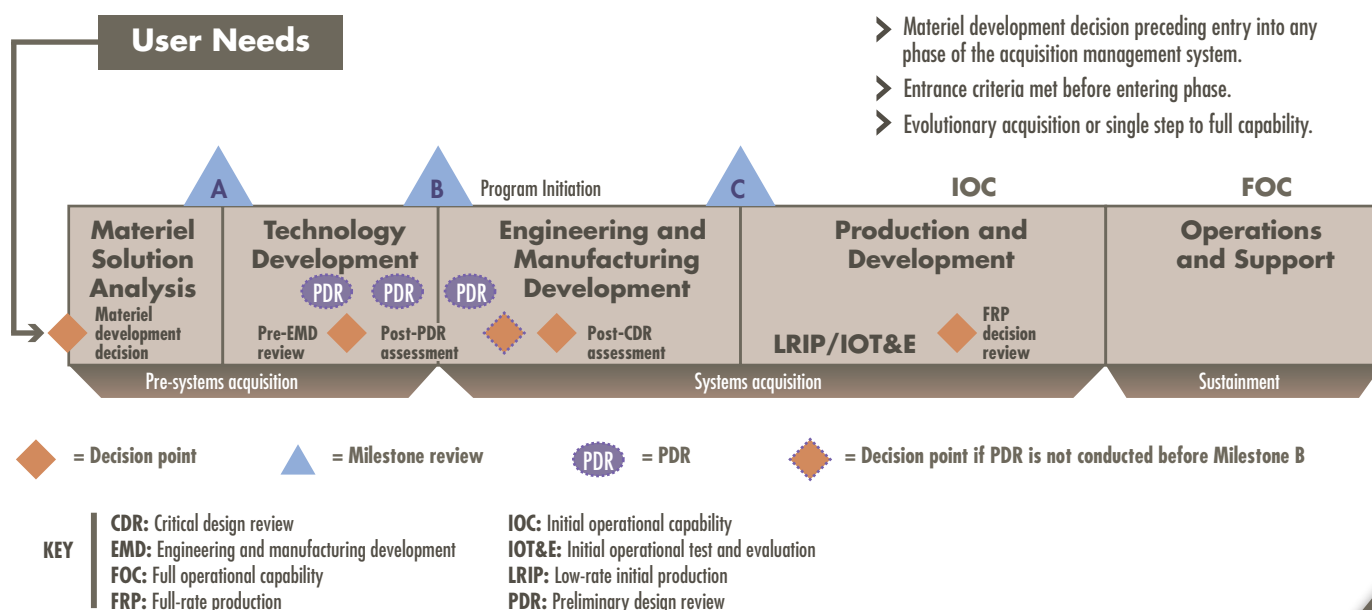 User Needs
Materiel development decision preceding entry into any
phase of the acquisition management system.
Entrance criteria met before entering phase.
Evolutionary acquisition or single step to full capability.
A
B
Program Initiation
C
IOC
FOC
Materiel
Solution
Analysis
Technology
Development
Engineering and
Manufacturing
Development
Production and
Development
Operations
and Support
PDR
PDR
PDR
Materiel
development
decision
Pre-EMD
review
Post-PDR
assessment
Post-CDR
assessment
LRIP/IOT&E
FRP
decision
review
Pre-systems acquisition
Systems acquisition
Sustainment
= Decision point
= Milestone review
PDR
= PDR
= Decision point if PDR is not conducted before Milestone B
KEY
CDR: Critical design review
EMD: Engineering and manufacturing development
FOC: Full operational capability
FRP: Full-rate production
IOC: Initial operational capability
IOT&E: Initial operational test and evaluation
LRIP: Low-rate initial production
PDR: Preliminary design review